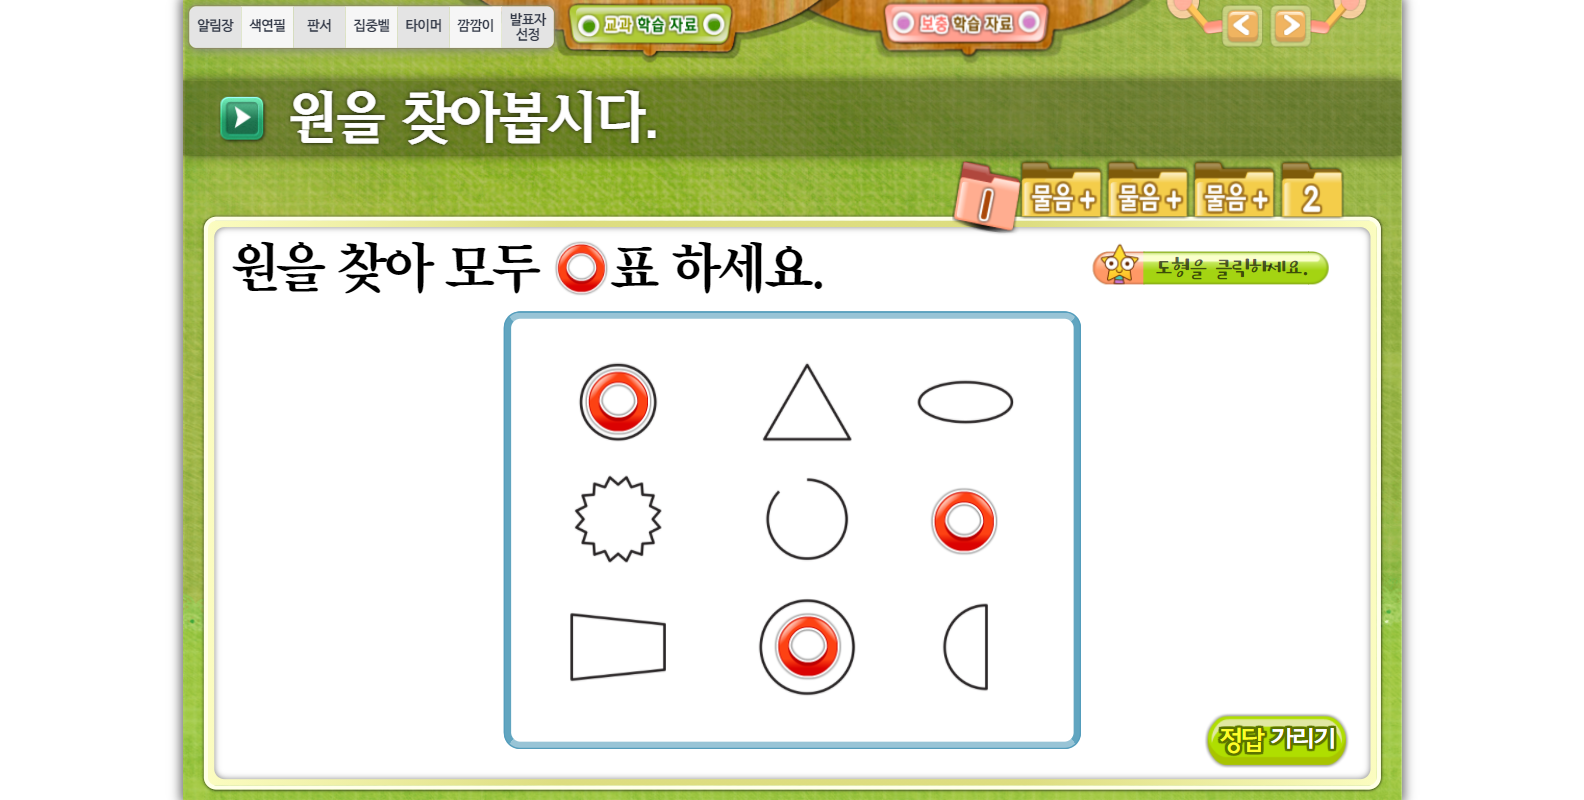 알림장 색연필 판서 집중벨 타이머 깜깜이 발표자 선정
교과 학습 자료
보충 학습 자료
원을 찾아봅시다.
1 물음+ 물음+ 물음+ 2
원을 찾아 모두 표 하세요.
도형을 클릭하세요.
정답 가리기